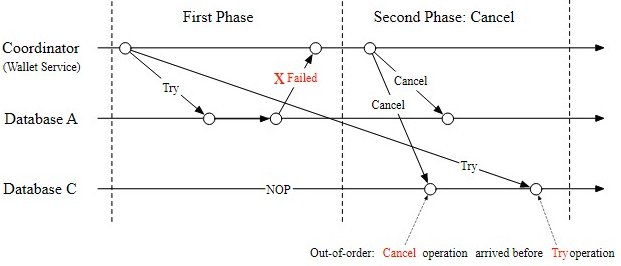 First Phase
Second Phase: Cancel
Coordinator
(Wallet Service)
X Failed
Try
Cancel
Cancel
Database A
Try
Database C
NOP
Out-of-order: Cancel operation arrived before Try operation